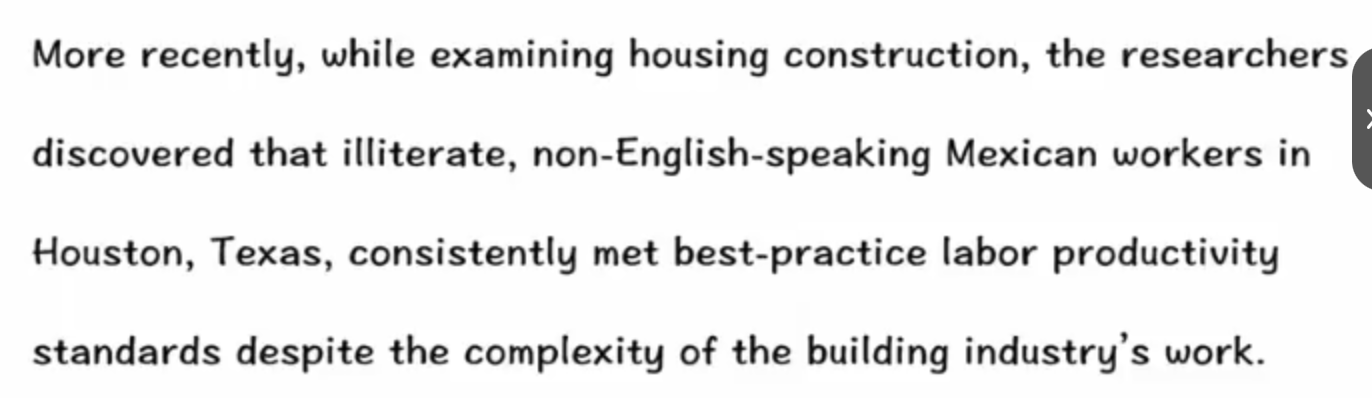 More recently, while examining housing construction, the researchers
discovered that illiterate, non-English-speaking Mexican workers in
Houston, Texas, consistently met best-practice labor productivity
standards despite the complexity of the building industry’s work.